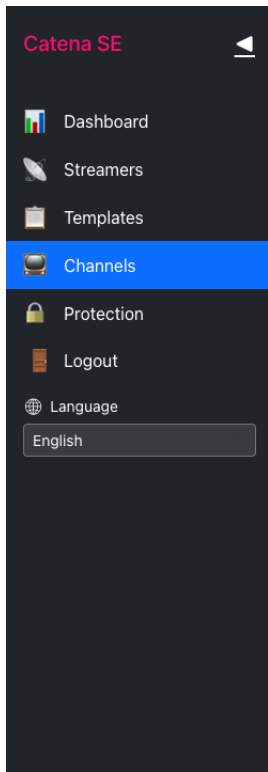 Catena SE
Dashboard
Streamers
Templates
Channels
Protection
Logout
Language
English